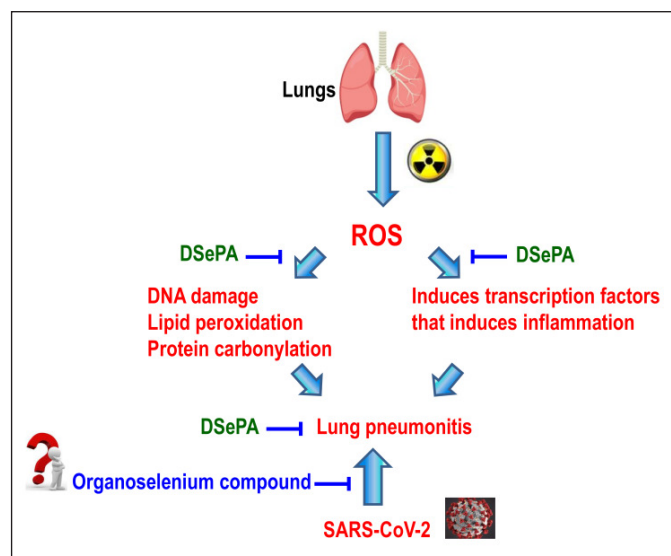 Lungs
ROS
DSePA
DSePA
DNA damage
Lipid peroxidation
Protein carbonylation
Induces transcription factors
that induces inflammation
DSePA
Lung pneumonitis
Organoselenium compound
SARS-CoV-2